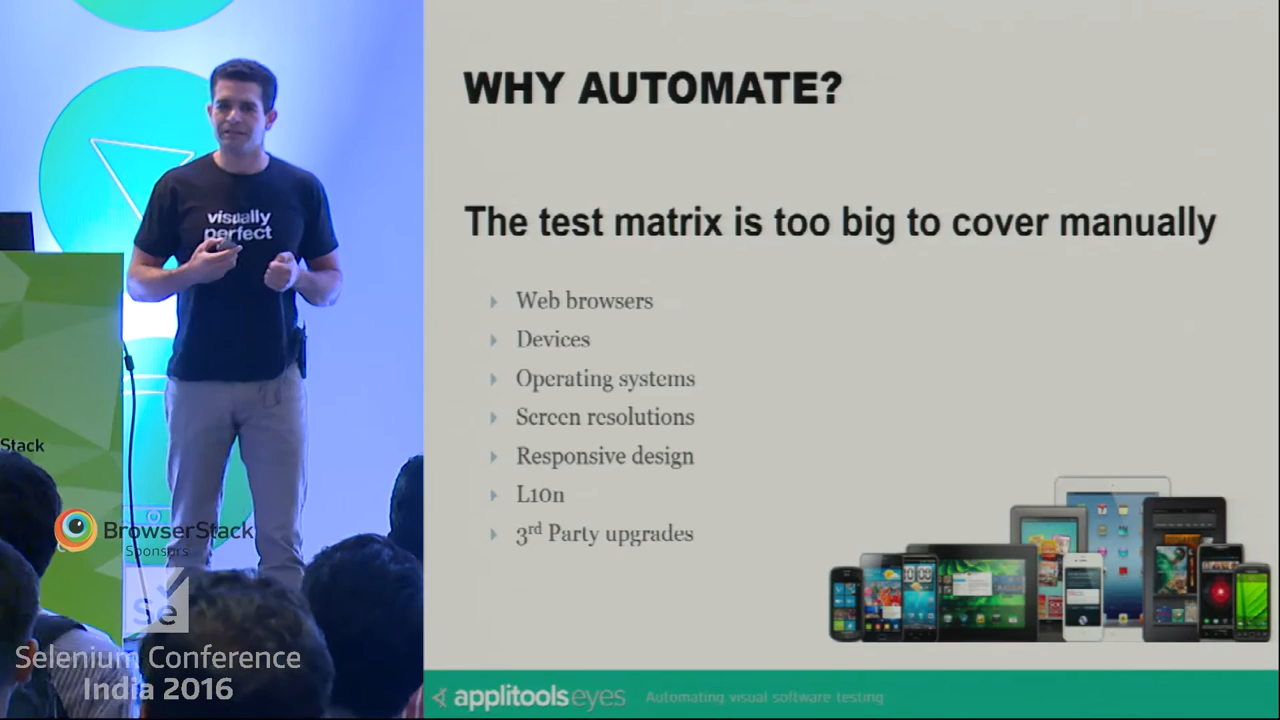 visually
perfect
Stack
BrowserStack
Sponsors
Se
Selenium Conference
India 2016
WHY AUTOMATE?
The test matrix is too big to cover manually
Web browsers
Devices
Operating systems
Screen resolutions
Responsive design
L10n
3rd Party upgrades
applitools eyes
Automating visual software testing